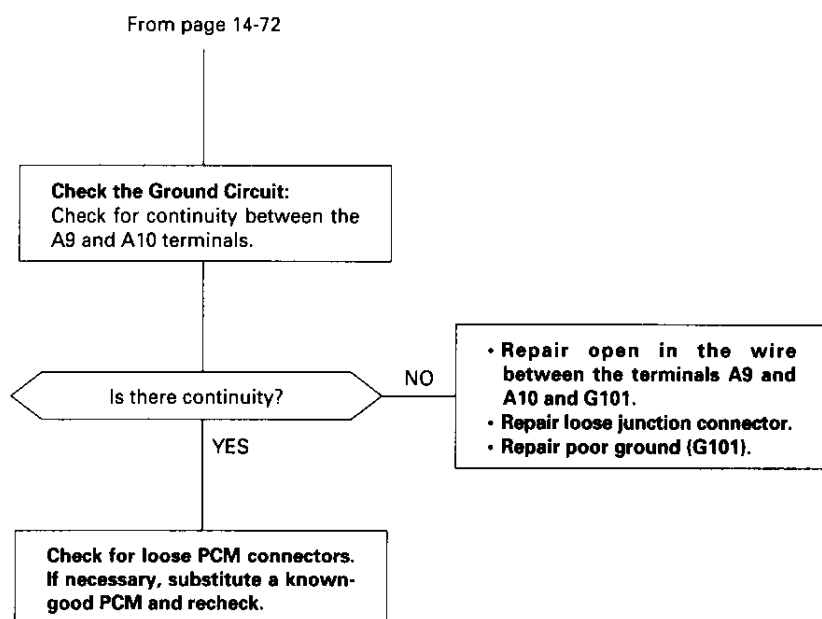 From page 14-72
Check the Ground Circuit:
Check for continuity between the
A9 and A10 terminals.
Is there continuity?
NO
• Repair open in the wire
between the terminals A9 and
A10 and G101.
• Repair loose junction connector.
• Repair poor ground (G101).
YES
Check for loose PCM connectors.
If necessary, substitute a known-
good PCM and recheck.